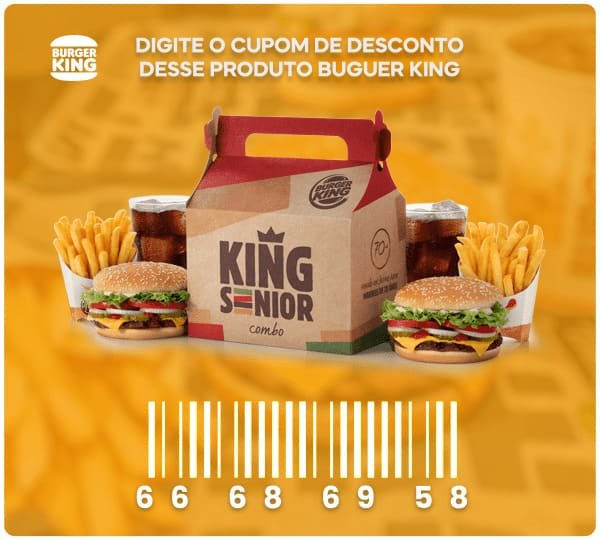 BURGER
KING
DIGITE O CUPOM DE DESCONTO
DESSE PRODUTO BUGUER KING
BURGER
KING
KING
SENIOR
combo
70
66 68 69 58